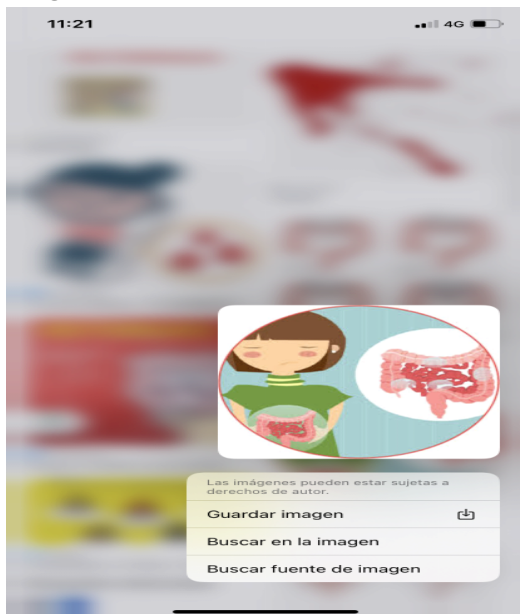 11:21
4G
Las imágenes pueden estar sujetas a
derechos de autor.
Guardar imagen
Buscar en la imagen
Buscar fuente de imagen